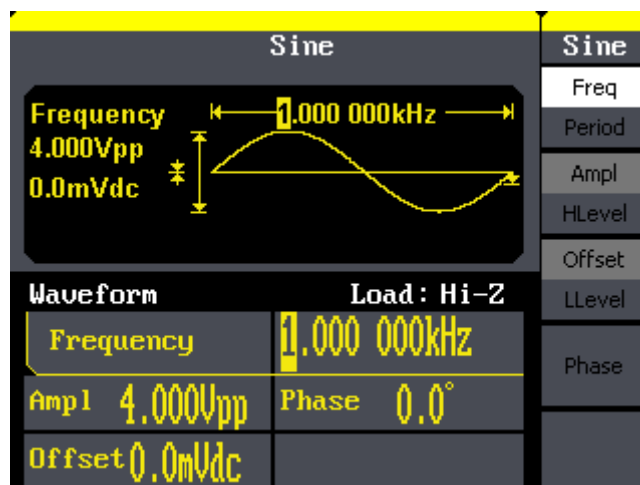 Sine
Frequency
1.000 000kHz
4.000Vpp
0.0mVdc
Waveform Load: Hi-Z
Frequency 1.000 000kHz
Ampl 4.000Vpp Phase 0.0°
Offset 0.0mVdc
Sine
Freq
Period
Ampl
HLevel
Offset
LLevel
Phase